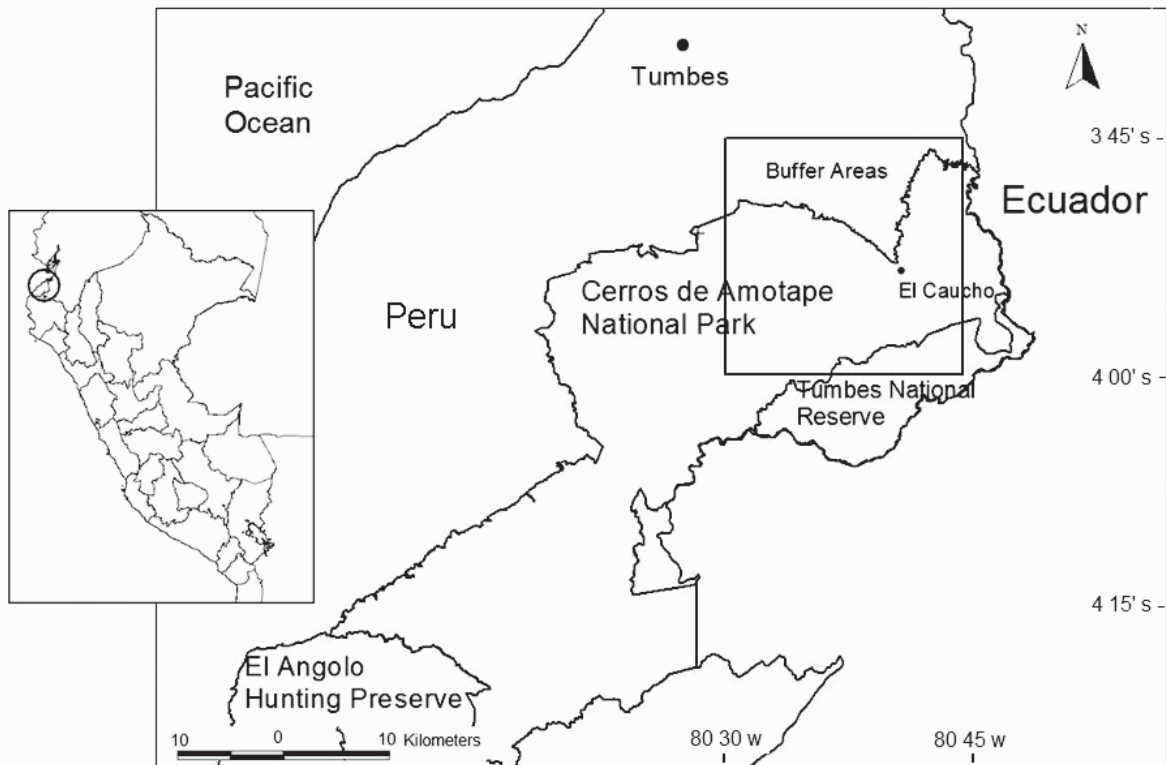 N
Tumbes
Pacific
Ocean
3 45' s
Buffer Areas
Ecuador
El Caucho
Cerros de Amotape
National Park
Peru
4 00' s
Tumbes National
Reserve
4 15' s
El Angolo
Hunting Preserve
10 0 10 Kilometers
80 30 w
80 45 w